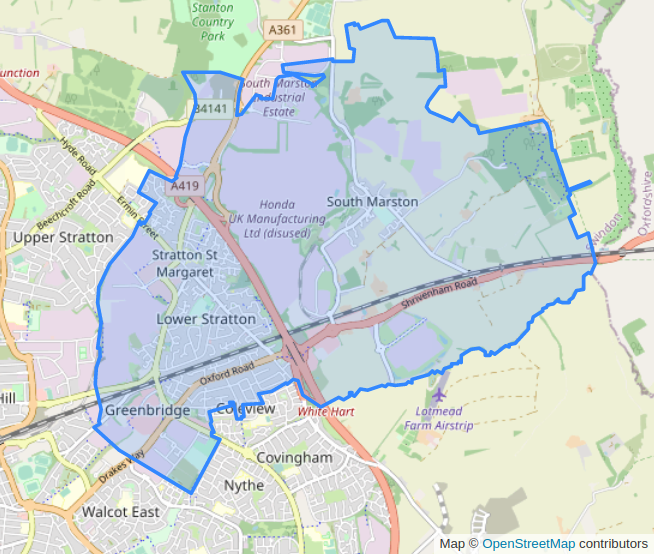 Stanton
Country
Park
A361
unction
South Marston
Industrial
Estate
B4141
Hyde Road
A419
Beechcroft Road
Ermin Street
Honda
UK Manufacturing
Ltd (disused)
South Marston
Oxfordshire
Swindon
Upper Stratton
Stratton St
Margaret
Shrivenham Road
Lower Stratton
Oxford Road
Hill
Greenbridge
Coleview
White Hart
Lotmead
Farm Airstrip
Drakes Way
Covingham
Nythe
Walcot East
Map © OpenStreetMap contributors